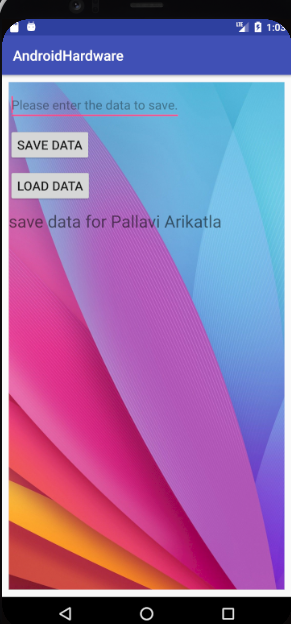 LTE 1:03
AndroidHardware
Please enter the data to save.
SAVE DATA
LOAD DATA
save data for Pallavi Arikatla